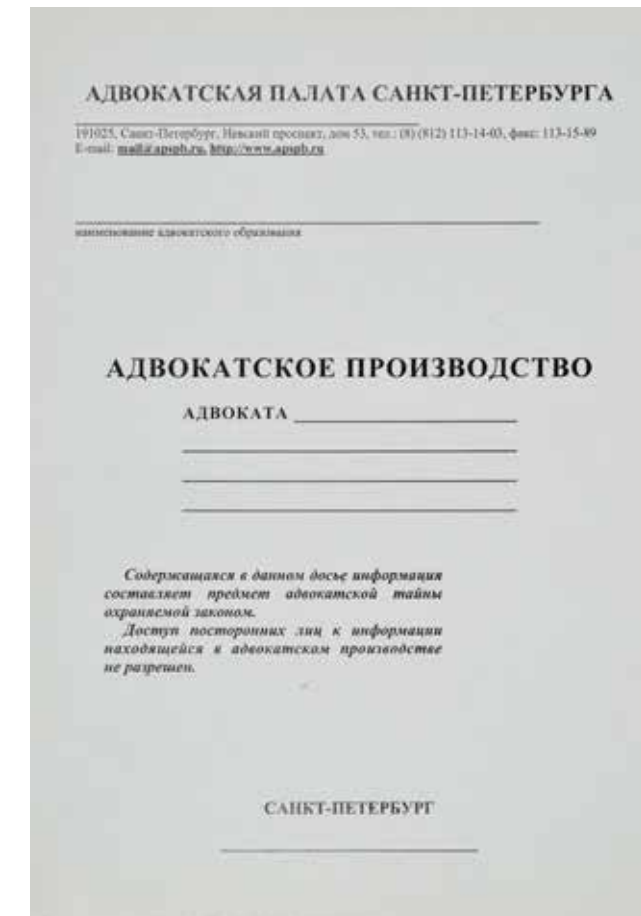 АДВОКАТСКАЯ ПАЛАТА САНКТ-ПЕТЕРБУРГА
191025, Санкт-Петербург, Невский проспект, дом 53, тел.: (8) (812) 113-14-03, факс: 113-15-89
E-mail: mail@apspb.ru, http://www.apspb.ru
наименование адвокатского образования
АДВОКАТСКОЕ ПРОИЗВОДСТВО
АДВОКАТА
Содержащаяся в данном досье информация
составляет предмет адвокатской тайны
охраняемой законом.
Доступ посторонних лиц к информации
находящейся в адвокатском производстве
не разрешен.
САНКТ-ПЕТЕРБУРГ